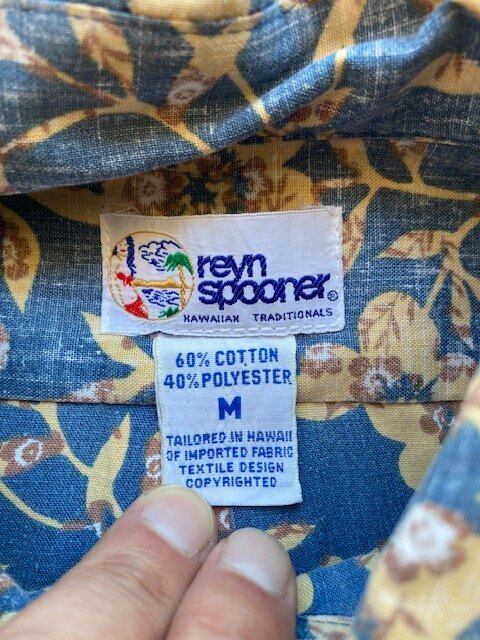 reyn
spooner®
HAWAIIAN TRADITIONALS
60% COTTON
40% POLYESTER
M
TAILORED IN HAWAII
OF IMPORTED FABRIC
TEXTILE DESIGN
COPYRIGHTED